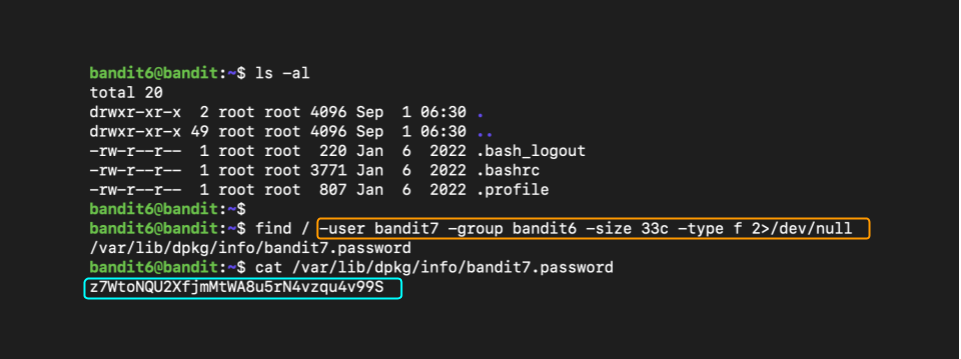 bandit6@bandit:~$ ls -al
total 20
drwxr-xr-x  2 root root 4096 Sep  1 06:30 .
drwxr-xr-x 49 root root 4096 Sep  1 06:30 ..
-rw-r--r--  1 root root  220 Jan  6  2022 .bash_logout
-rw-r--r--  1 root root 3771 Jan  6  2022 .bashrc
-rw-r--r--  1 root root  807 Jan  6  2022 .profile
bandit6@bandit:~$
bandit6@bandit:~$ find / -user bandit7 -group bandit6 -size 33c -type f 2>/dev/null
/var/lib/dpkg/info/bandit7.password
bandit6@bandit:~$ cat /var/lib/dpkg/info/bandit7.password
z7WtoNQU2XfjmMtWA8u5rN4vzqu4v99S